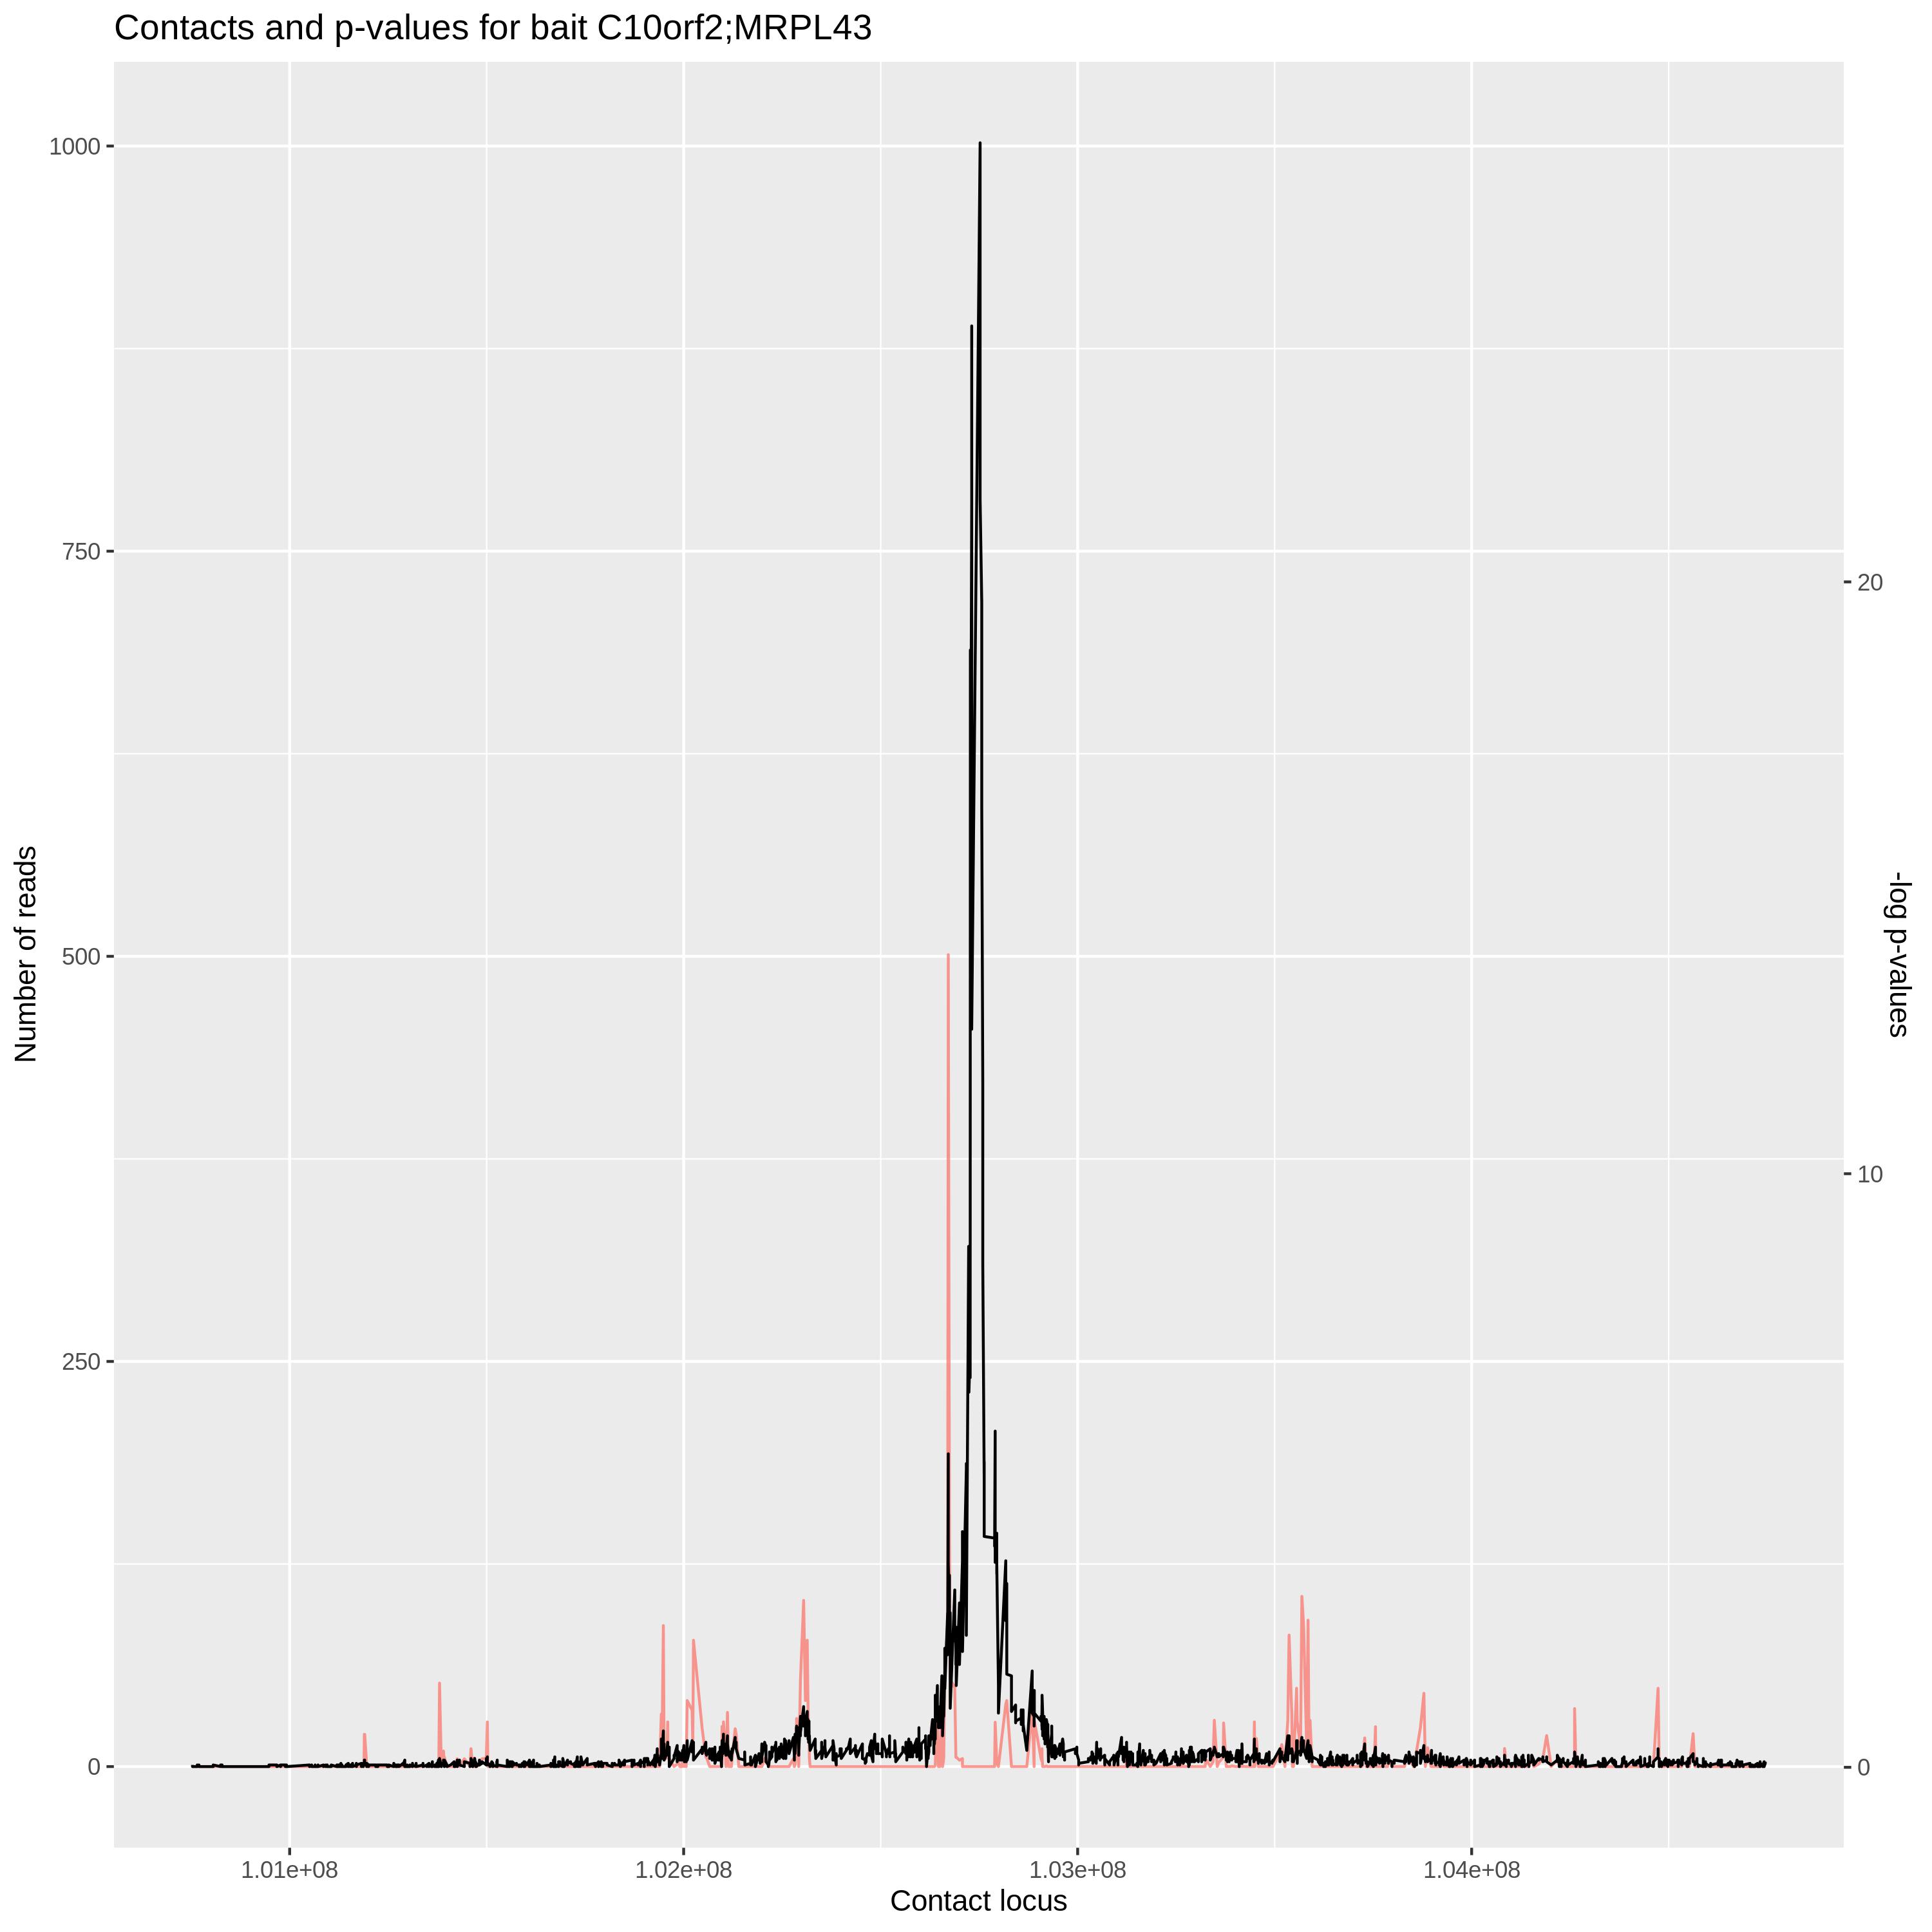 Contacts and p-values for bait C10orf2;MRPL43
1000
750
500
250
0
Number of reads
20
10
0
-log p-values
1.01e+08
1.02e+08
1.03e+08
1.04e+08
Contact locus